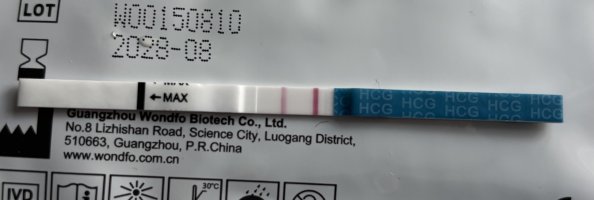 LOT
W00150810
2028-08
←MAX
HCG HCG HCG HCG
HCG HCG HCG HCG
Guangzhou Wondfo Biotech Co., Ltd.
No.8 Lizhishan Road, Science City, Luogang District,
510663, Guangzhou, P.R.China
www.wondfo.com.cn
IVD
30°C